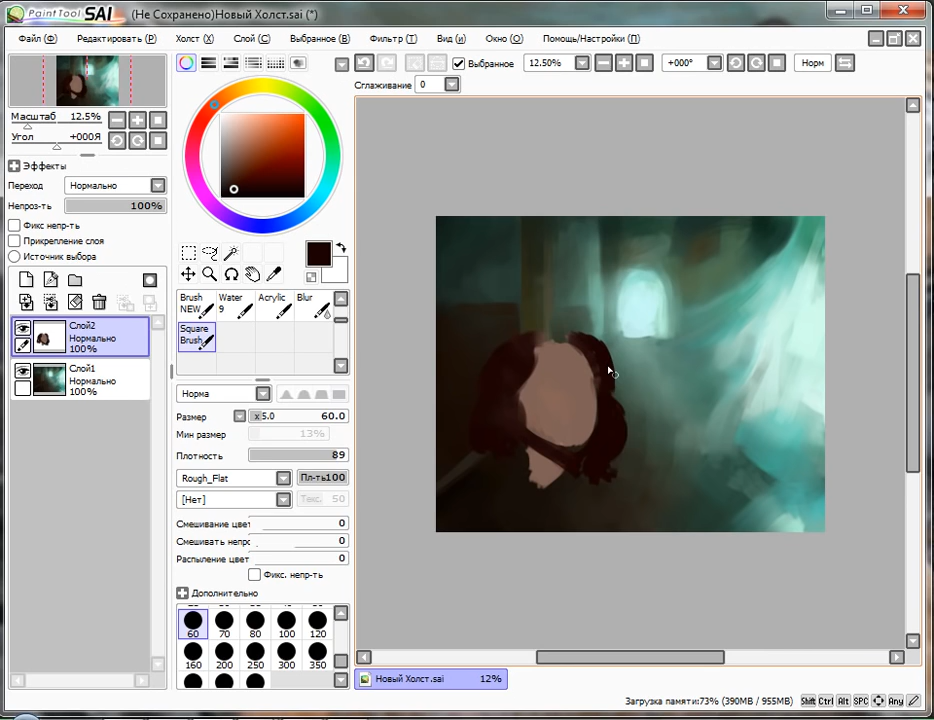 PaintTool SAI (Не Сохранено)Новый Холст.sai (*)
Файл (Ф) Редактировать (P) Холст (X) Слой (C) Выбранное (B) Фильтр (T) Вид (и) Окно (O) Помощь/Настройки (П)
Выбранное 12.50% +000° Норм
Сглаживание 0
Масштаб 12.5%
Угол +000Я
Эффекты
Переход Нормально
Непроз-ть 100%
Фикс непр-ть
Прикрепление слоя
Источник выбора
Слой2
Нормально
100%
Слой1
Нормально
100%
Brush NEW
Water 9
Acrylic
Blur
Square Brush
Норма
Размер x5.0 60.0
Мин размер 13%
Плотность 89
Rough_Flat Пл-ть100
[Нет] Текс. 50
Смешивание цвет 0
Смешивать непро 0
Распыление цвет 0
Фикс. непр-ть
Дополнительно
60 70 80 100 120
160 200 250 300 350
Новый Холст.sai 12%
Загрузка памяти:73% (390MB / 955MB) Shift Ctrl Alt SPC Any